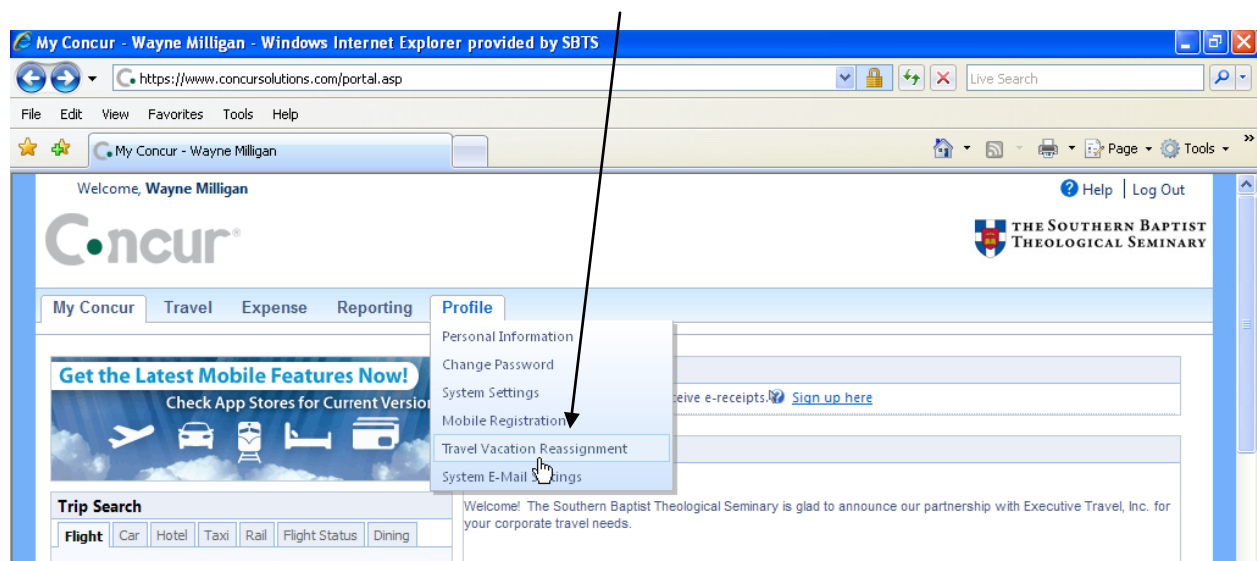 My Concur - Wayne Milligan - Windows Internet Explorer provided by SBTS
https://www.concursolutions.com/portal.asp
Live Search
File Edit View Favorites Tools Help
My Concur - Wayne Milligan
Page Tools
Welcome, Wayne Milligan
Help | Log Out
Concur®
THE SOUTHERN BAPTIST
THEOLOGICAL SEMINARY
My Concur Travel Expense Reporting Profile
Personal Information
Change Password
System Settings
Mobile Registration
Travel Vacation Reassignment
System E-Mail
Get the Latest Mobile Features Now!
Check App Stores for Current
eive e-receipts. Sign up here
Trip Search
Flight Car Hotel Taxi Rail Flight Status Dining
Welcome! The Southern Baptist Theological Seminary is glad to announce our partnership with Executive Travel, Inc. for
your corporate travel needs.